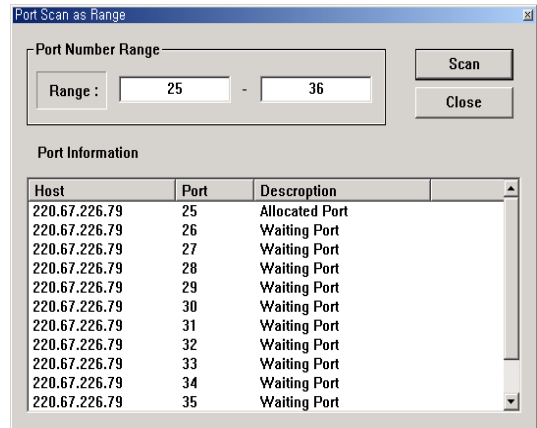 Port Scan as Range
Port Number Range
Range : 25 - 36
Scan
Close
Port Information
Host Port Descroption
220.67.226.79 25 Allocated Port
220.67.226.79 26 Waiting Port
220.67.226.79 27 Waiting Port
220.67.226.79 28 Waiting Port
220.67.226.79 29 Waiting Port
220.67.226.79 30 Waiting Port
220.67.226.79 31 Waiting Port
220.67.226.79 32 Waiting Port
220.67.226.79 33 Waiting Port
220.67.226.79 34 Waiting Port
220.67.226.79 35 Waiting Port